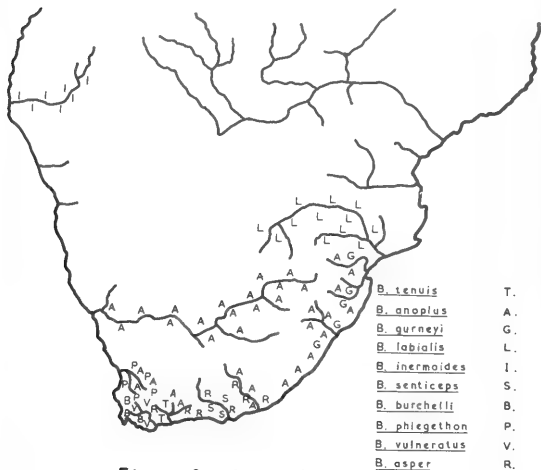 I I I I I
L L L
L L L L
L L L L L
A G
A A A A
A A A A A A G
A A A A A A A G A
A A A A A G
A A A G
P A P A A A
P A A P A R R A
B P V R T A A R S R A R A A A A
B V B B V T R R S S R
B. tenuis T.
B. anoplus A.
B. gurneyi G.
B. labialis L.
B. inermoides I.
B. senticeps S.
B. burchelli B.
B. phlegethon P.
B. vulneratus V.
B. asper R.